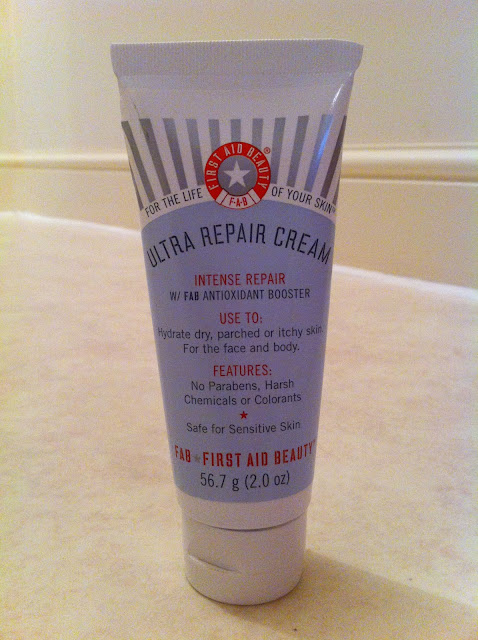 FIRST AID BEAUTY®
F·A·B
FOR THE LIFE OF YOUR SKIN™
ULTRA REPAIR CREAM
INTENSE REPAIR
W/ FAB ANTIOXIDANT BOOSTER
USE TO:
Hydrate dry, parched or itchy skin.
For the face and body.
FEATURES:
No Parabens, Harsh
Chemicals or Colorants
★
Safe for Sensitive Skin
FAB ★ FIRST AID BEAUTY™
56.7 g (2.0 oz)